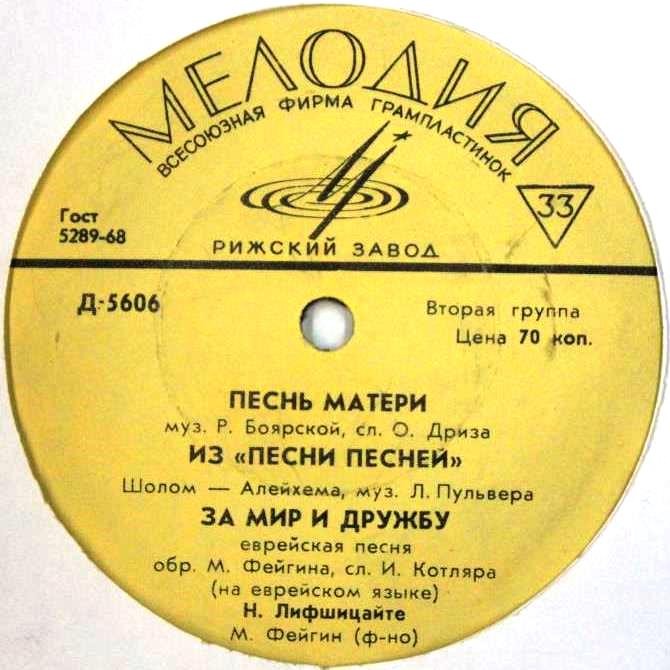 МЕЛОДИЯ
ВСЕСОЮЗНАЯ ФИРМА ГРАМПЛАСТИНОК
33
Гост
5289-68
РИЖСКИЙ ЗАВОД
Д-5606
Вторая группа
Цена 70 коп.
ПЕСНЬ МАТЕРИ
муз. Р. Боярской, сл. О. Дриза
ИЗ «ПЕСНИ ПЕСНЕЙ»
Шолом — Алейхема, муз. Л. Пульвера
ЗА МИР И ДРУЖБУ
еврейская песня
обр. М. Фейгина, сл. И. Котляра
(на еврейском языке)
Н. Лифшицайте
М. Фейгин (ф-но)